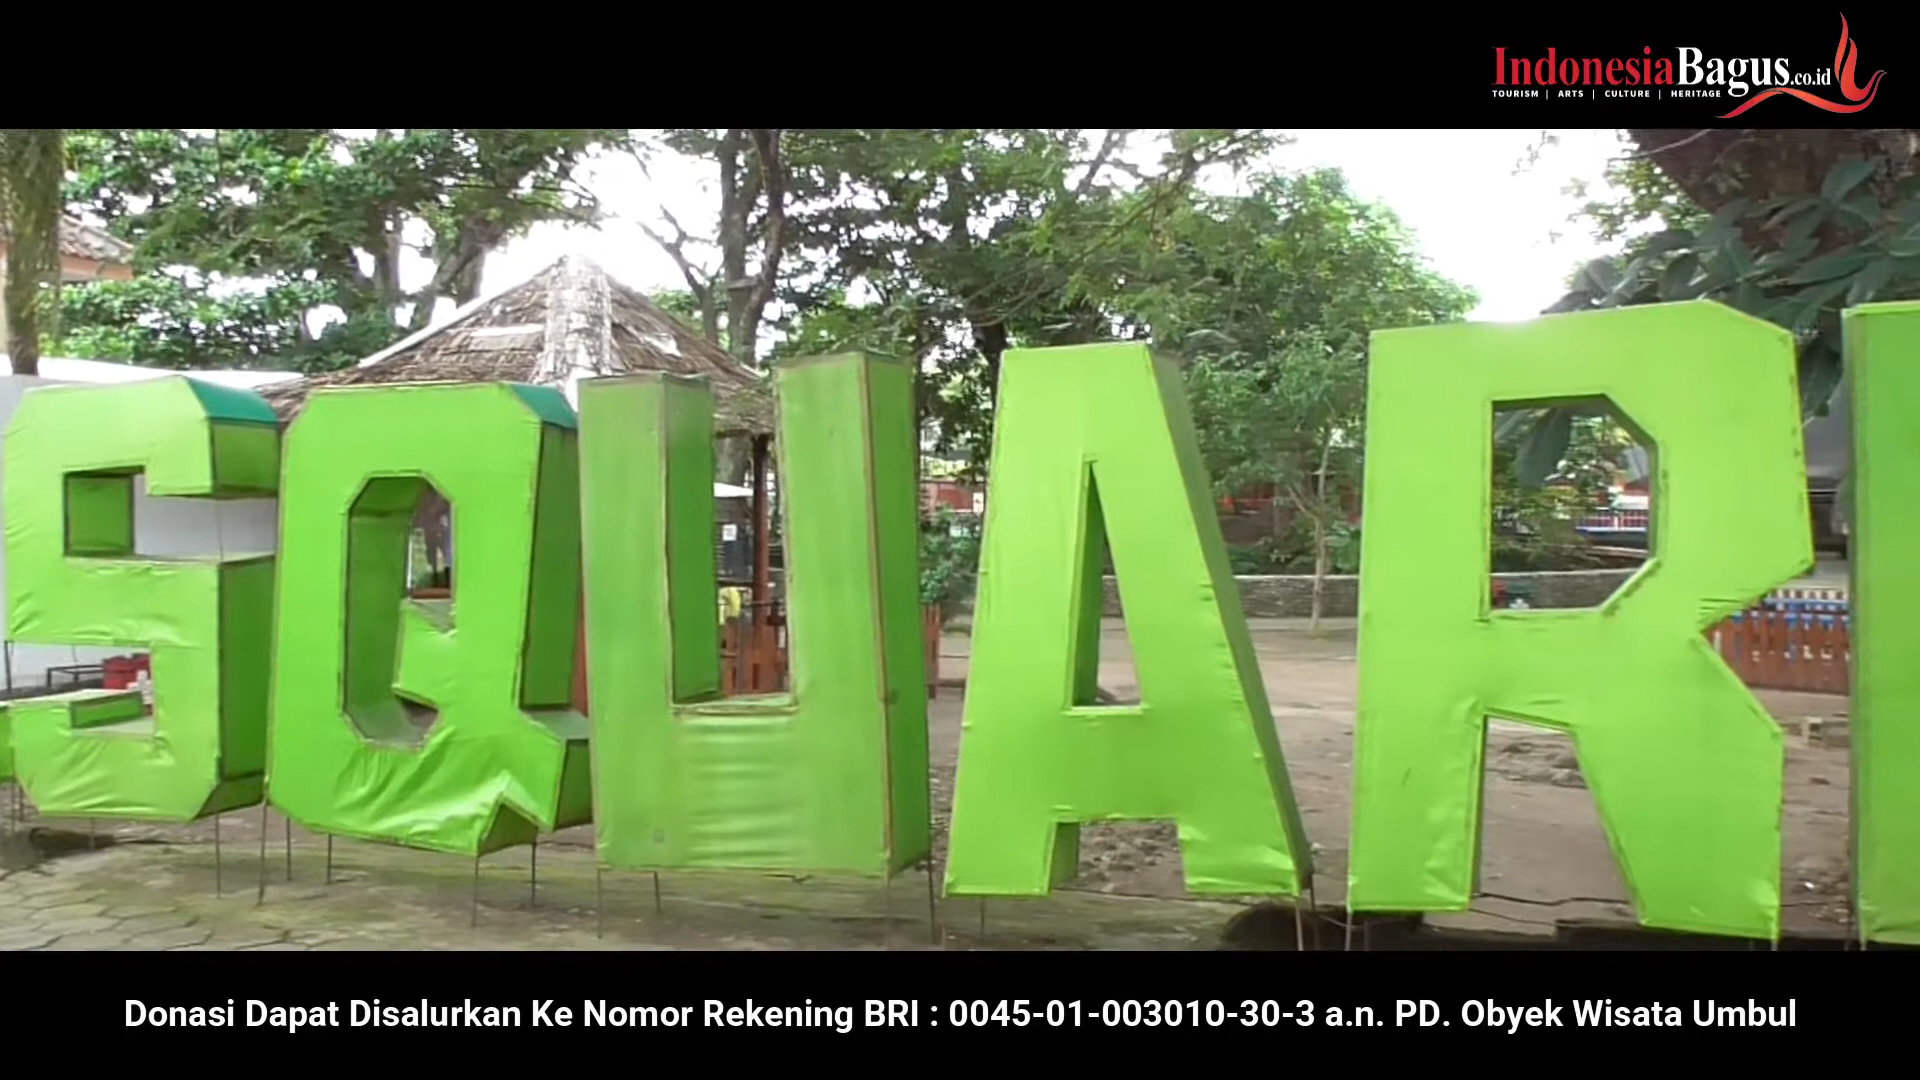 IndonesiaBagus.co.id
TOURISM | ARTS | CULTURE | HERITAGE
SQUAR
Donasi Dapat Disalurkan Ke Nomor Rekening BRI : 0045-01-003010-30-3 a.n. PD. Obyek Wisata Umbul